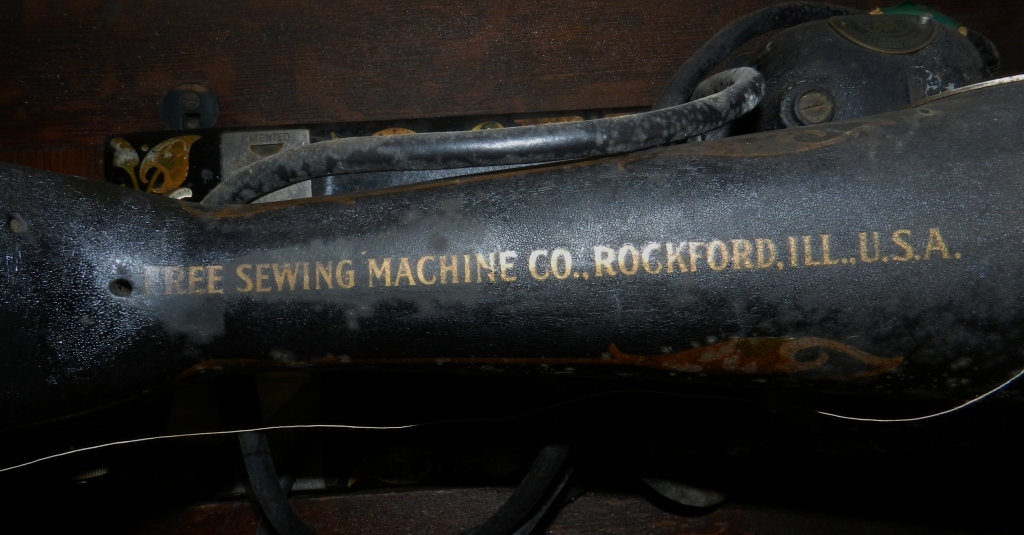 PATENTED
FREE SEWING MACHINE CO., ROCKFORD, ILL., U.S.A.